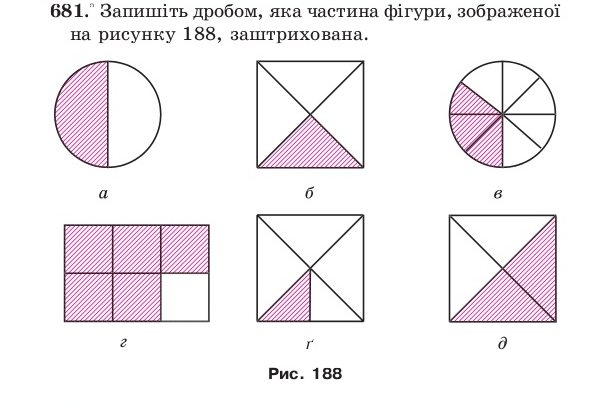 681.° Запишіть дробом, яка частина фігури, зображеної
на рисунку 188, заштрихована.
а б в
г ґ д
Рис. 188